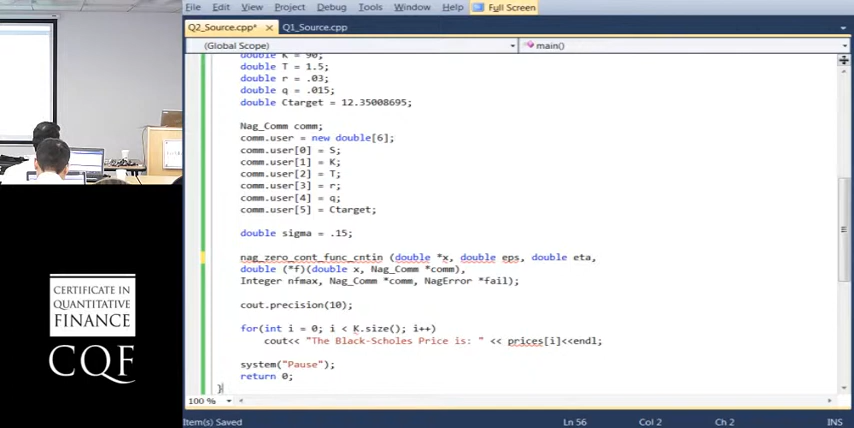 File Edit View Project Debug Tools Window Help Full Screen
Q2_Source.cpp* Q1_Source.cpp
(Global Scope) main()
double K = 90;
double T = 1.5;
double r = .03;
double q = .015;
double Ctarget = 12.35008695;
Nag_Comm comm;
comm.user = new double[6];
comm.user[0] = S;
comm.user[1] = K;
comm.user[2] = T;
comm.user[3] = r;
comm.user[4] = q;
comm.user[5] = Ctarget;
double sigma = .15;
nag_zero_cont_func_cntin (double *x, double eps, double eta,
double (*f)(double x, Nag_Comm *comm),
Integer nfmax, Nag_Comm *comm, NagError *fail);
cout.precision(10);
for(int i = 0; i < K.size(); i++)
cout<< "The Black-Scholes Price is: " << prices[i]<<endl;
system("Pause");
return 0;
}
100 %
Item(s) Saved Ln 56 Col 2 Ch 2 INS
CERTIFICATE IN
QUANTITATIVE
FINANCE
CQF